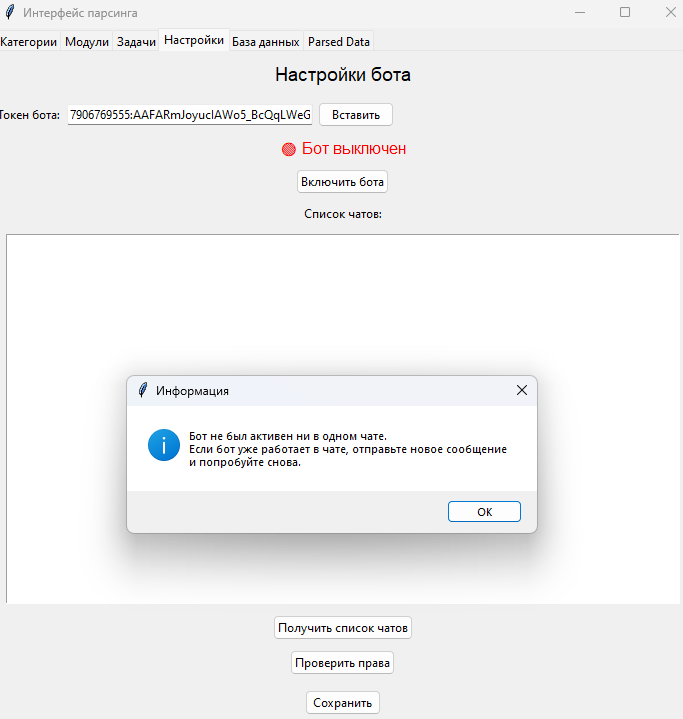 Интерфейс парсинга
Категории Модули Задачи Настройки База данных Parsed Data
Настройки бота
Токен бота: 7906769555:AAFARmJoyucIAWo5_BcQqLWeG Вставить
Бот выключен
Включить бота
Список чатов:
Информация
Бот не был активен ни в одном чате.
Если бот уже работает в чате, отправьте новое сообщение
и попробуйте снова.
ОК
Получить список чатов
Проверить права
Сохранить